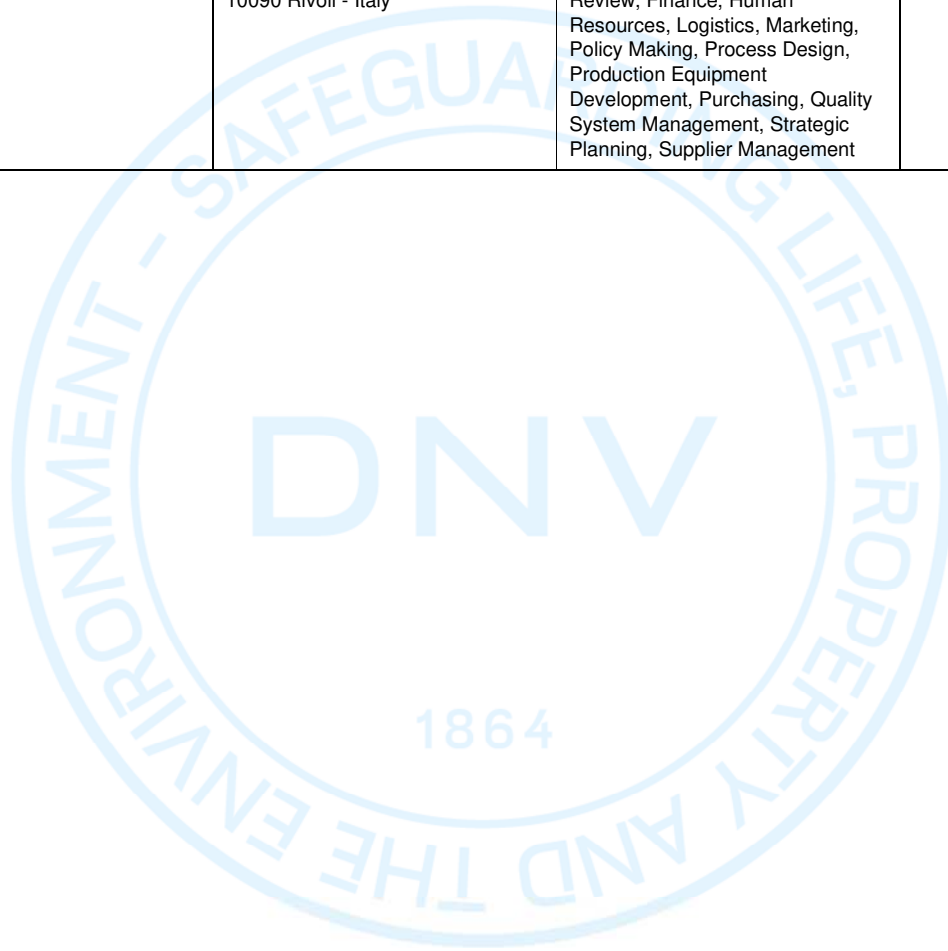 10090 Rivoli - Italy
Review, Finance, Human
Resources, Logistics, Marketing,
Policy Making, Process Design,
Production Equipment
Development, Purchasing, Quality
System Management, Strategic
Planning, Supplier Management
SAFEGUARDING LIFE, PROPERTY AND THE ENVIRONMENT -
DNV
1864